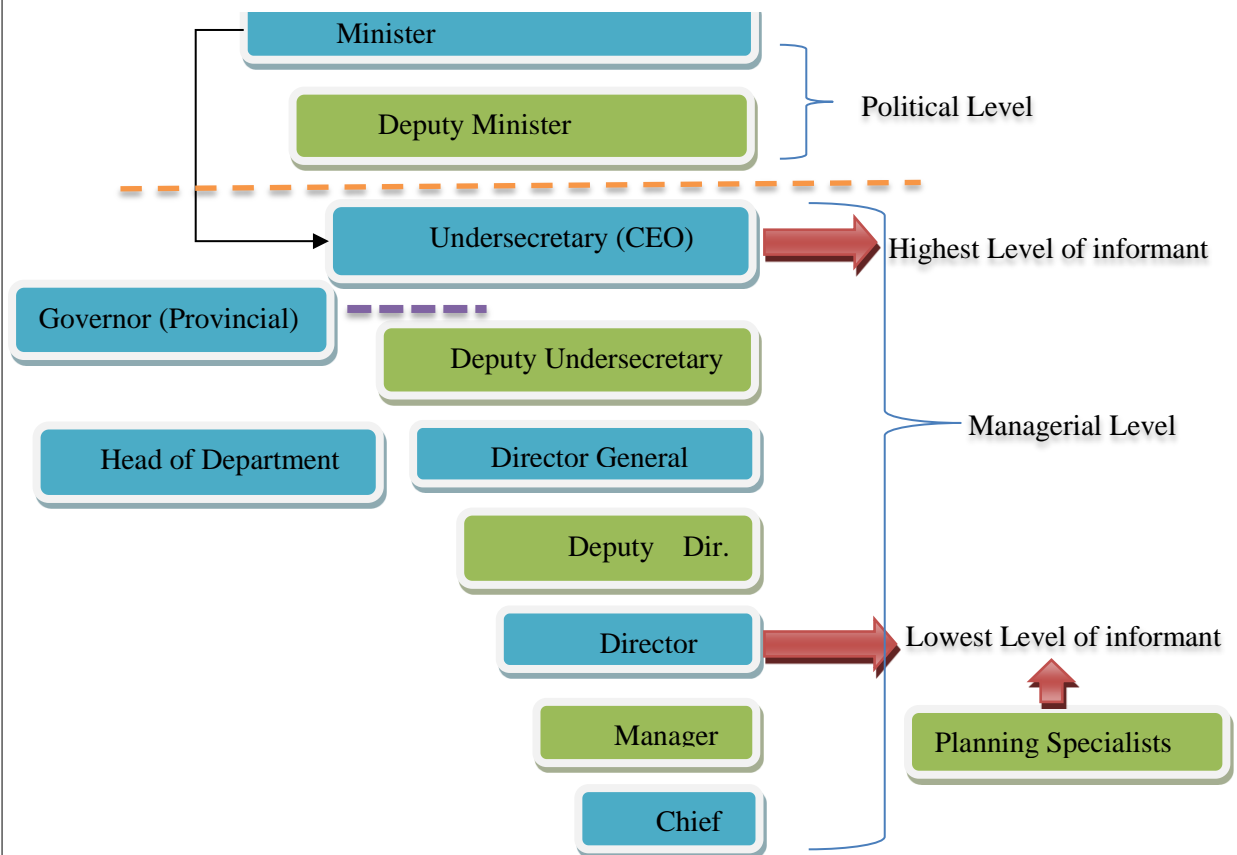 Minister
Deputy Minister
Political Level
Undersecretary (CEO)
Highest Level of informant
Governor (Provincial)
Deputy Undersecretary
Managerial Level
Head of Department
Director General
Deputy Dir.
Director
Lowest Level of informant
Manager
Planning Specialists
Chief